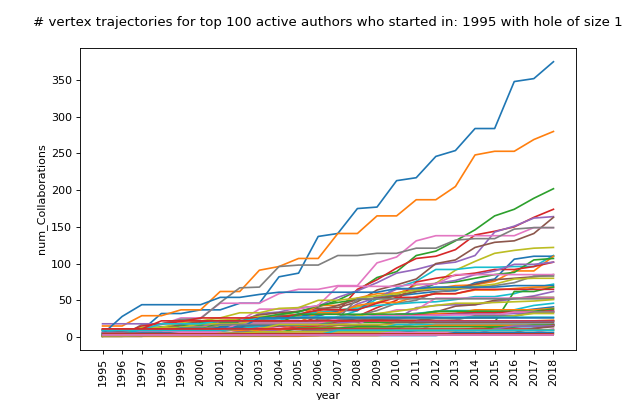 # vertex trajectories for top 100 active authors who started in: 1995 with hole of size 1
350
300
250
200
150
100
50
0
num_Collaborations
1995 1996 1997 1998 1999 2000 2001 2002 2003 2004 2005 2006 2007 2008 2009 2010 2011 2012 2013 2014 2015 2016 2017 2018
year